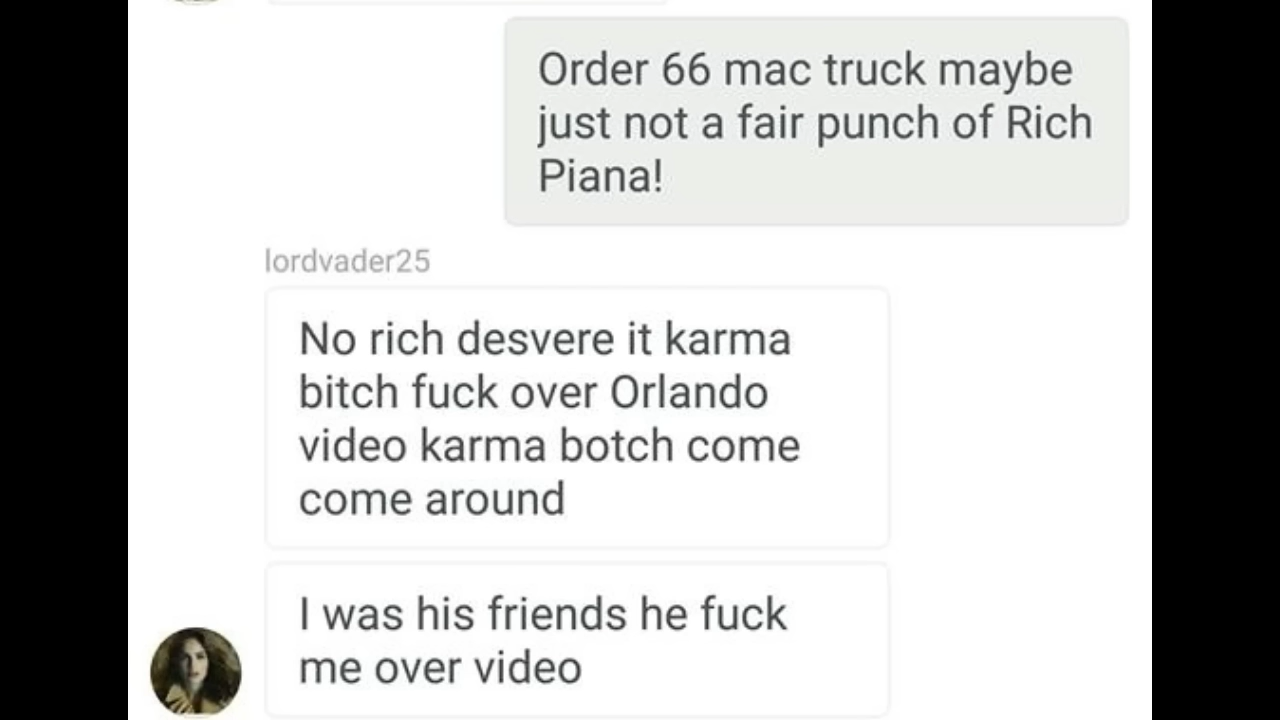 Order 66 mac truck maybe
just not a fair punch of Rich
Piana!
lordvader25
No rich desvere it karma
bitch fuck over Orlando
video karma botch come
come around
I was his friends he fuck
me over video